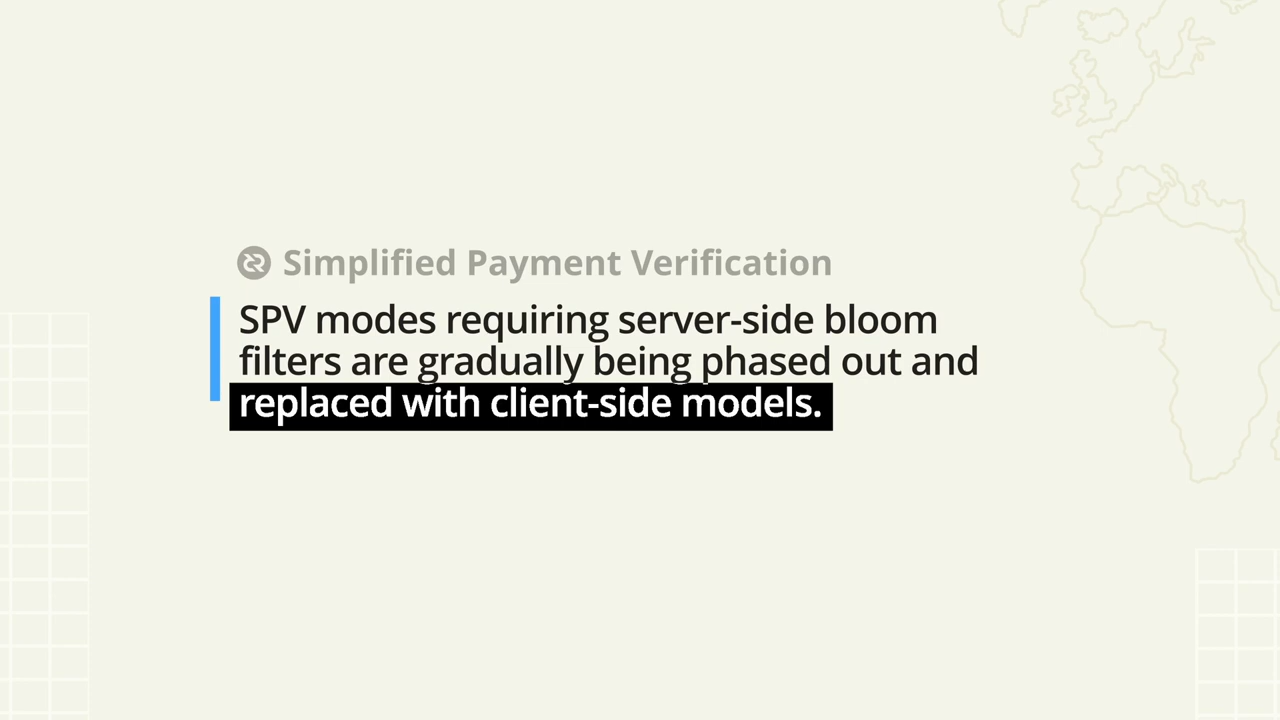 Simplified Payment Verification
SPV modes requiring server-side bloom
filters are gradually being phased out and
replaced with client-side models.